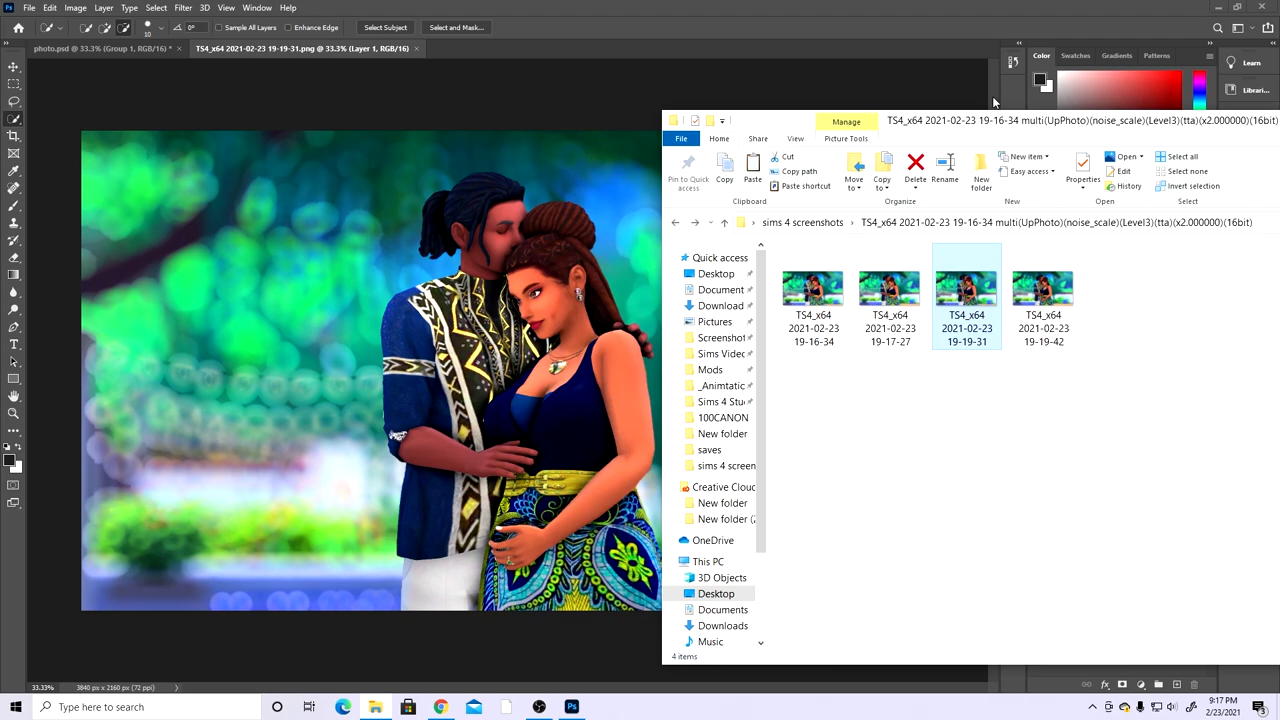 Ps File Edit Image Layer Type Select Filter 3D View Window Help
10 0° Sample All Layers Enhance Edge Select Subject Select and Mask...
photo.psd @ 33.3% (Group 1, RGB/16) * × TS4_x64 2021-02-23 19-19-31.png @ 33.3% (Layer 1, RGB/16) ×
Color Swatches Gradients Patterns Learn
Librari...
Manage TS4_x64 2021-02-23 19-16-34 multi(UpPhoto)(noise_scale)(Level3)(tta)(x2.000000)(16bit)
File Home Share View Picture Tools
Pin to Quick access
Copy
Paste
Cut
Copy path
Paste shortcut
Move to
Copy to
Delete
Rename
New folder
New item
Easy access
Properties
Open
Edit
History
Select all
Select none
Invert selection
Clipboard Organize New Open Select
sims 4 screenshots > TS4_x64 2021-02-23 19-16-34 multi(UpPhoto)(noise_scale)(Level3)(tta)(x2.000000)(16bit)
Quick access
Desktop
Document
Download
Pictures
Screenshot
Sims Video
Mods
_Animtatic
Sims 4 Stu
100CANON
New folder
saves
sims 4 screen
Creative Cloud
New folder
New folder (2
OneDrive
This PC
3D Objects
Desktop
Documents
Downloads
Music
TS4_x64
2021-02-23
19-16-34
TS4_x64
2021-02-23
19-17-27
TS4_x64
2021-02-23
19-19-31
TS4_x64
2021-02-23
19-19-42
4 items
33.33% 3840 px x 2160 px (72 ppi)
Type here to search
9:17 PM
2/23/2021
3